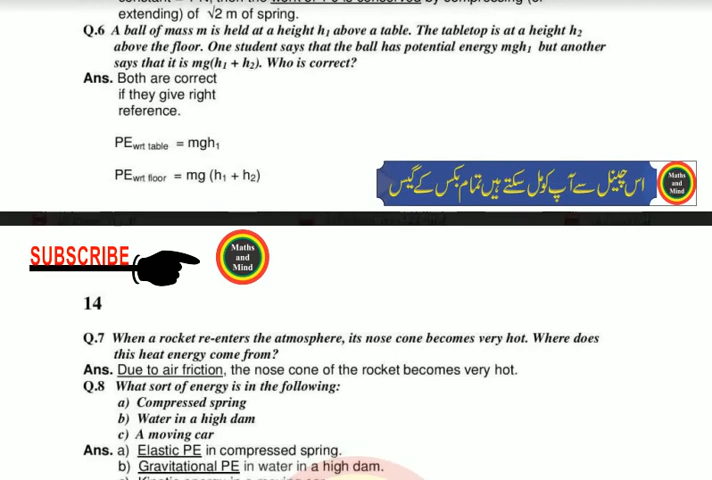 extending) of √2 m of spring.
Q.6 A ball of mass m is held at a height h₁ above a table. The tabletop is at a height h₂
above the floor. One student says that the ball has potential energy mgh₁ but another
says that it is mg(h₁ + h₂). Who is correct?
Ans. Both are correct
if they give right
reference.
PEwrt table = mgh₁
PEwrt floor = mg (h₁ + h₂)
اس چینل سے آپ کو مل سکتے ہیں تمام بکس کے گیس
Maths
and
Mind
SUBSCRIBE
Maths
and
Mind
14
Q.7 When a rocket re-enters the atmosphere, its nose cone becomes very hot. Where does
this heat energy come from?
Ans. Due to air friction, the nose cone of the rocket becomes very hot.
Q.8 What sort of energy is in the following:
a) Compressed spring
b) Water in a high dam
c) A moving car
Ans. a) Elastic PE in compressed spring.
b) Gravitational PE in water in a high dam.